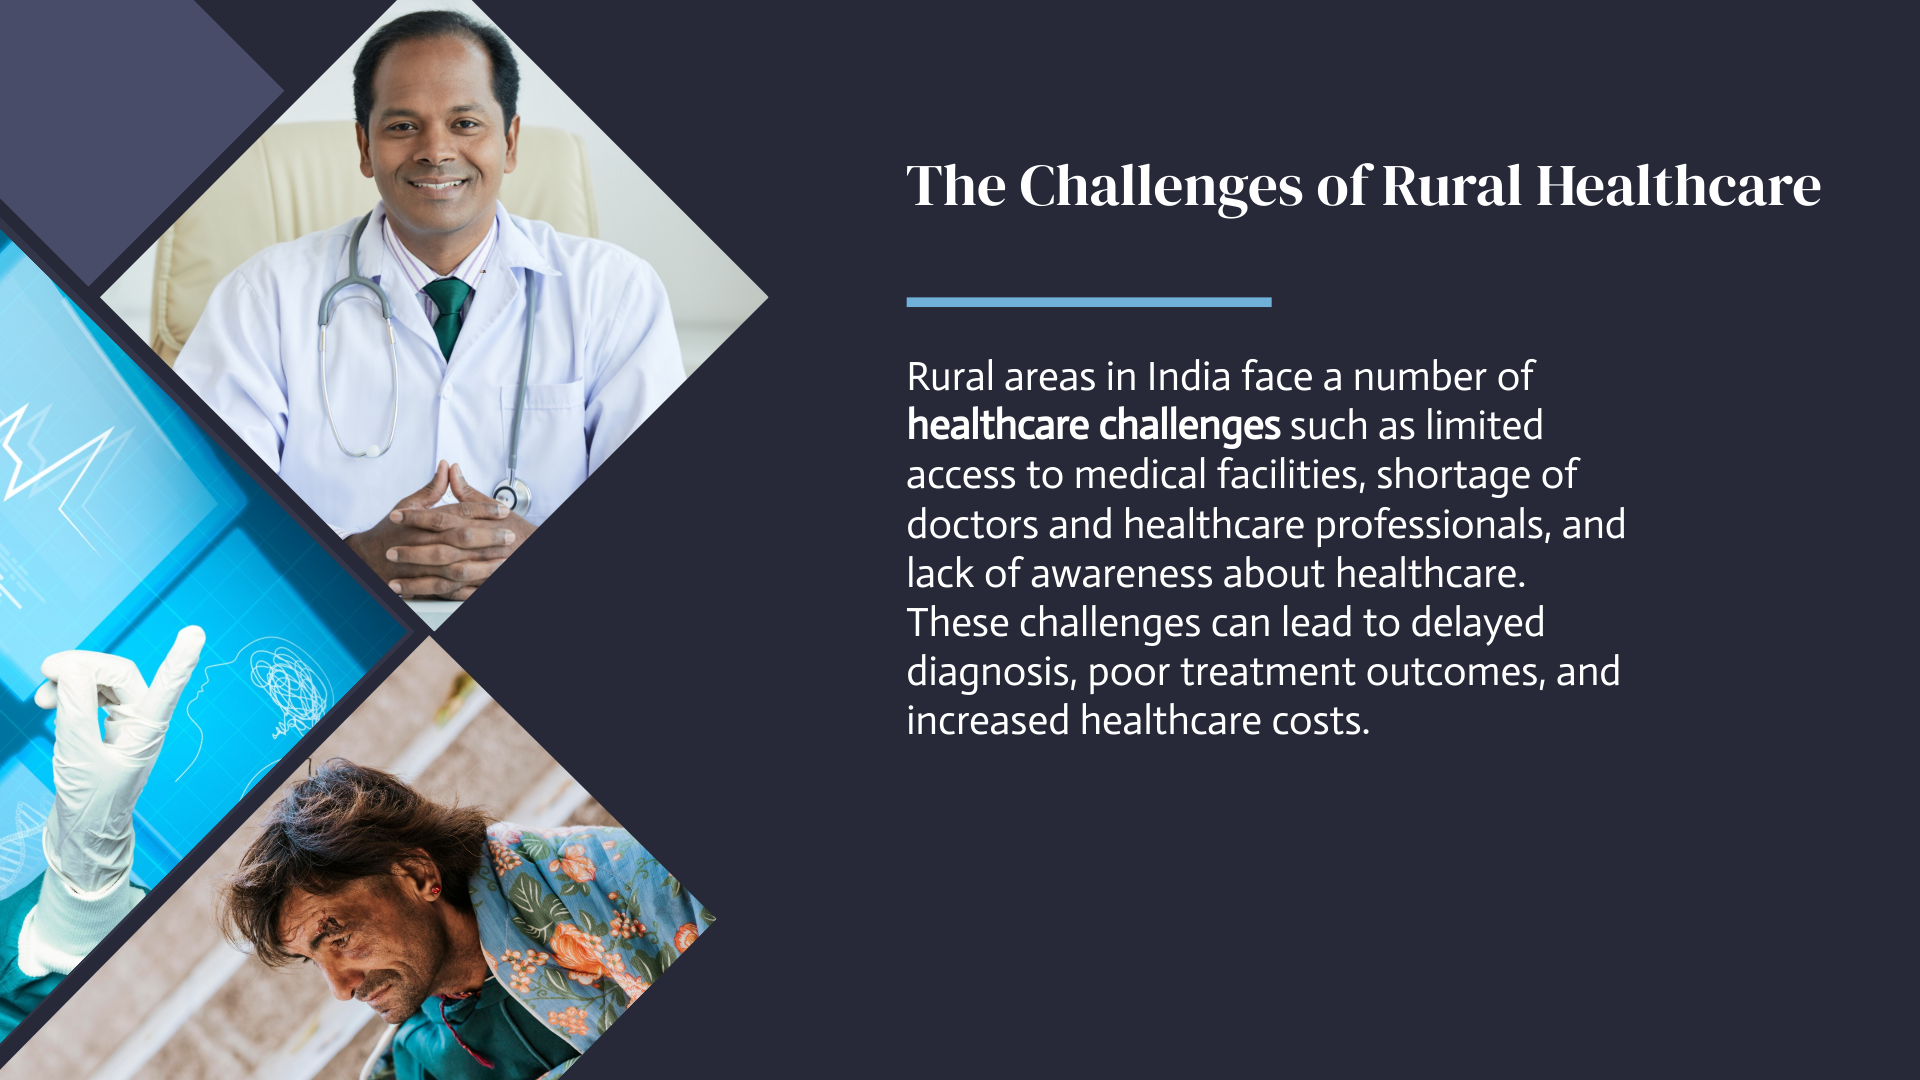 The Challenges of Rural Healthcare
Rural areas in India face a number of
healthcare challenges such as limited
access to medical facilities, shortage of
doctors and healthcare professionals, and
lack of awareness about healthcare.
These challenges can lead to delayed
diagnosis, poor treatment outcomes, and
increased healthcare costs.